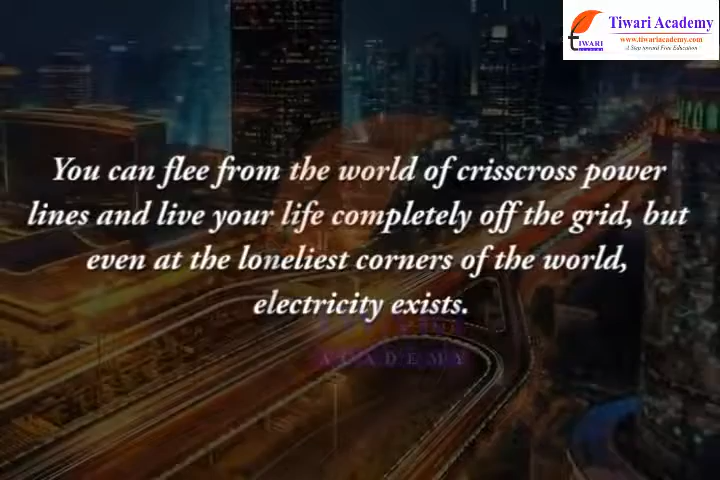 Tiwari Academy
www.tiwariacademy.com
A Step toward Free Education
TIWARI
You can flee from the world of crisscross power
lines and live your life completely off the grid, but
even at the loneliest corners of the world,
electricity exists.
ACADEMY